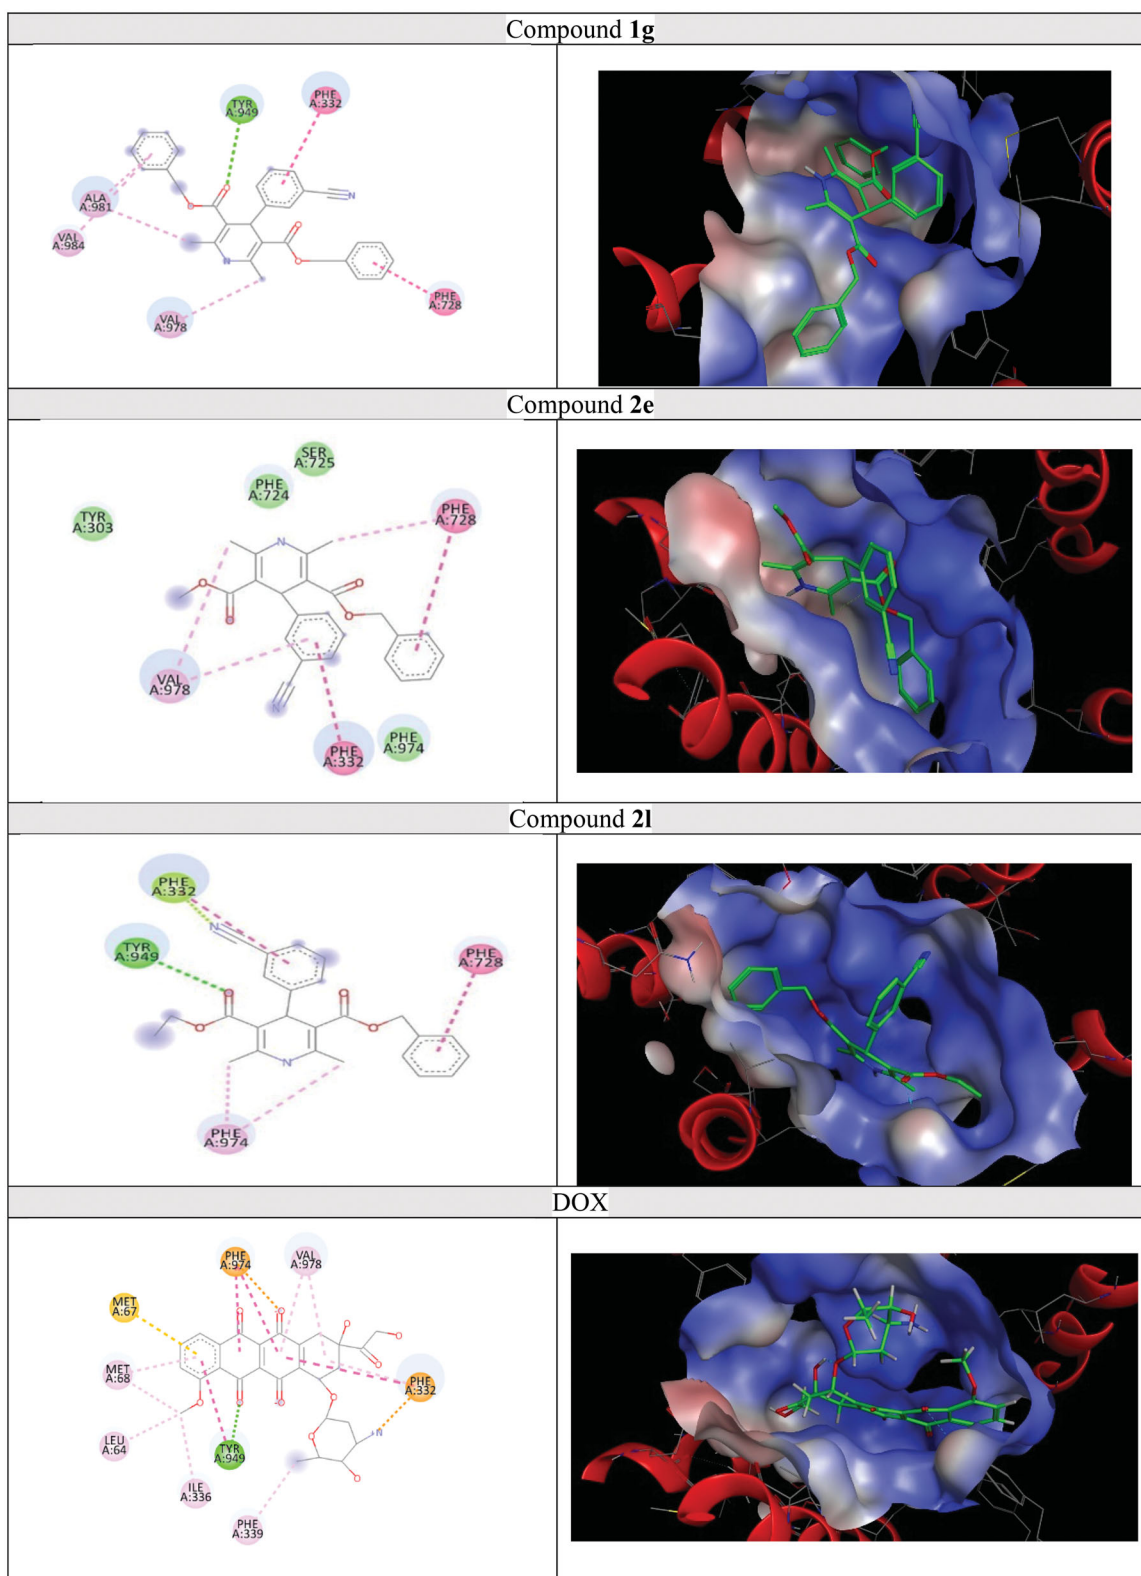 Compound 1g
TYR
A:949
PHE
A:332
ALA
A:981
VAL
A:984
N
O
O
N
O
PHE
A:728
VAL
A:978
Compound 2e
SER
A:725
PHE
A:724
TYR
A:303
PHE
A:728
N
O
O
O
O
VAL
A:978
N
PHE
A:332
PHE
A:974
Compound 2l
PHE
A:332
N
TYR
A:949
PHE
A:728
O
O
O
O
N
PHE
A:974
DOX
PHE
A:974
VAL
A:978
MET
A:67
O
O
O
O
O
MET
A:68
PHE
A:332
O
O
O
O
LEU
A:64
TYR
A:949
N
O
O
ILE
A:336
PHE
A:339